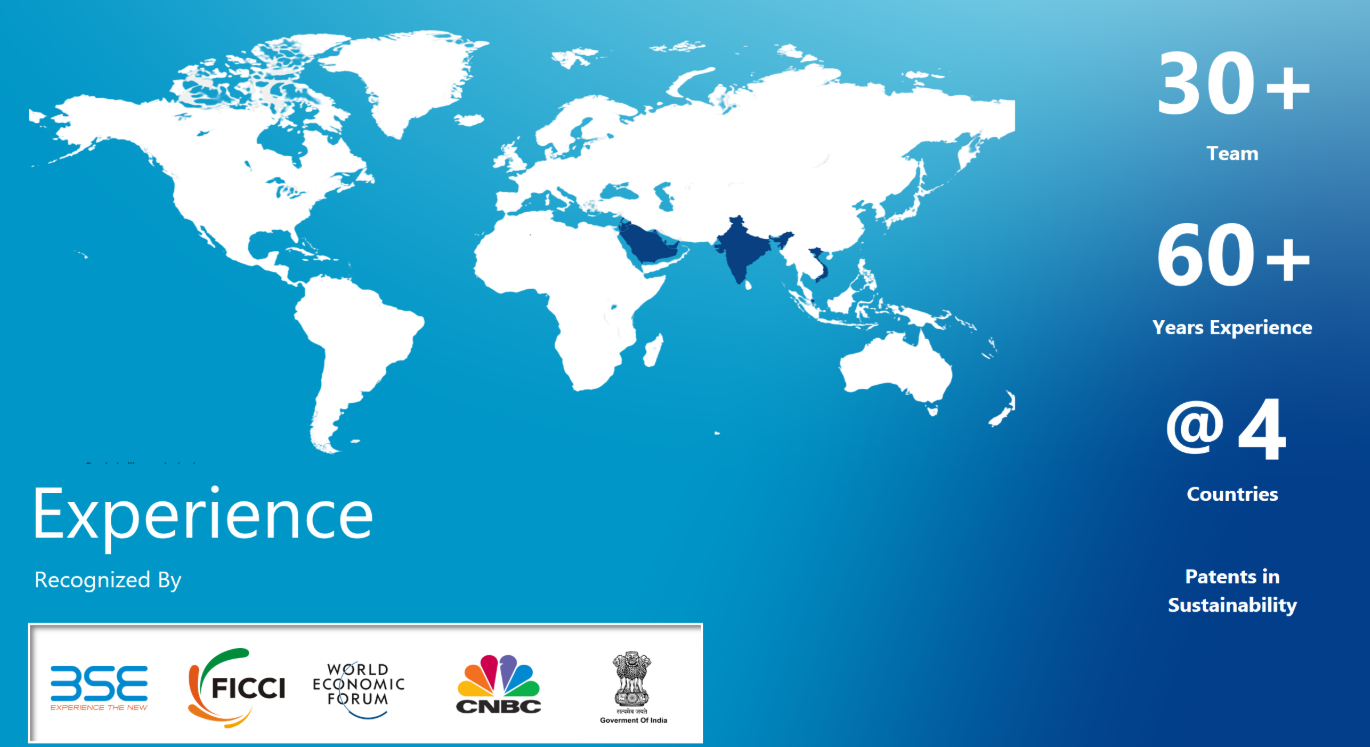 30+
Team
60+
Years Experience
@ 4
Countries
Patents in
Sustainability
Experience
Recognized By
BSE
EXPERIENCE THE NEW
FICCI
WORLD
ECONOMIC
FORUM
CNBC
सत्यमेव जयते
Goverment Of India